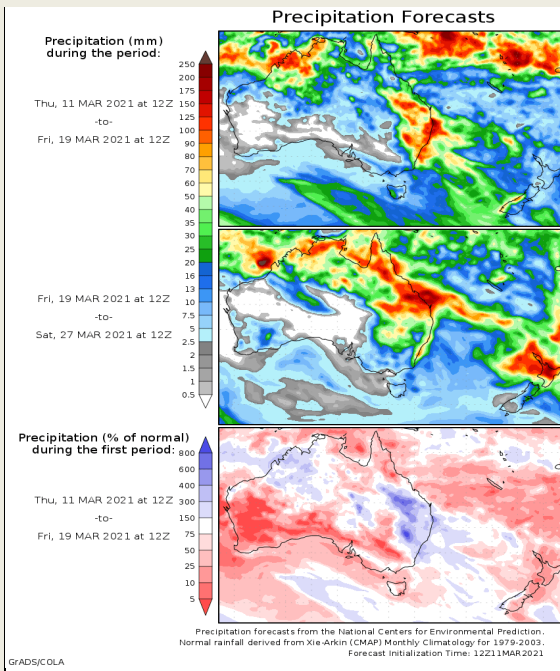 Precipitation Forecasts
Precipitation (mm)
during the period:
Thu, 11 MAR 2021 at 12Z
-to-
Fri, 19 MAR 2021 at 12Z
250
200
175
150
125
100
90
80
70
60
50
40
35
30
25
20
16
13
10
7.5
5
2.5
2
1.5
1
0.5
Fri, 19 MAR 2021 at 12Z
-to-
Sat, 27 MAR 2021 at 12Z
Precipitation (% of normal)
during the first period:
Thu, 11 MAR 2021 at 12Z
-to-
Fri, 19 MAR 2021 at 12Z
800
600
400
300
150
75
50
25
10
5
Precipitation forecasts from the National Centers for Environmental Prediction.
Normal rainfall derived from Xie-Arkin (CMAP) Monthly Climatology for 1979-2003.
Forecast Initialization Time: 12Z11MAR2021
GrADS/COLA